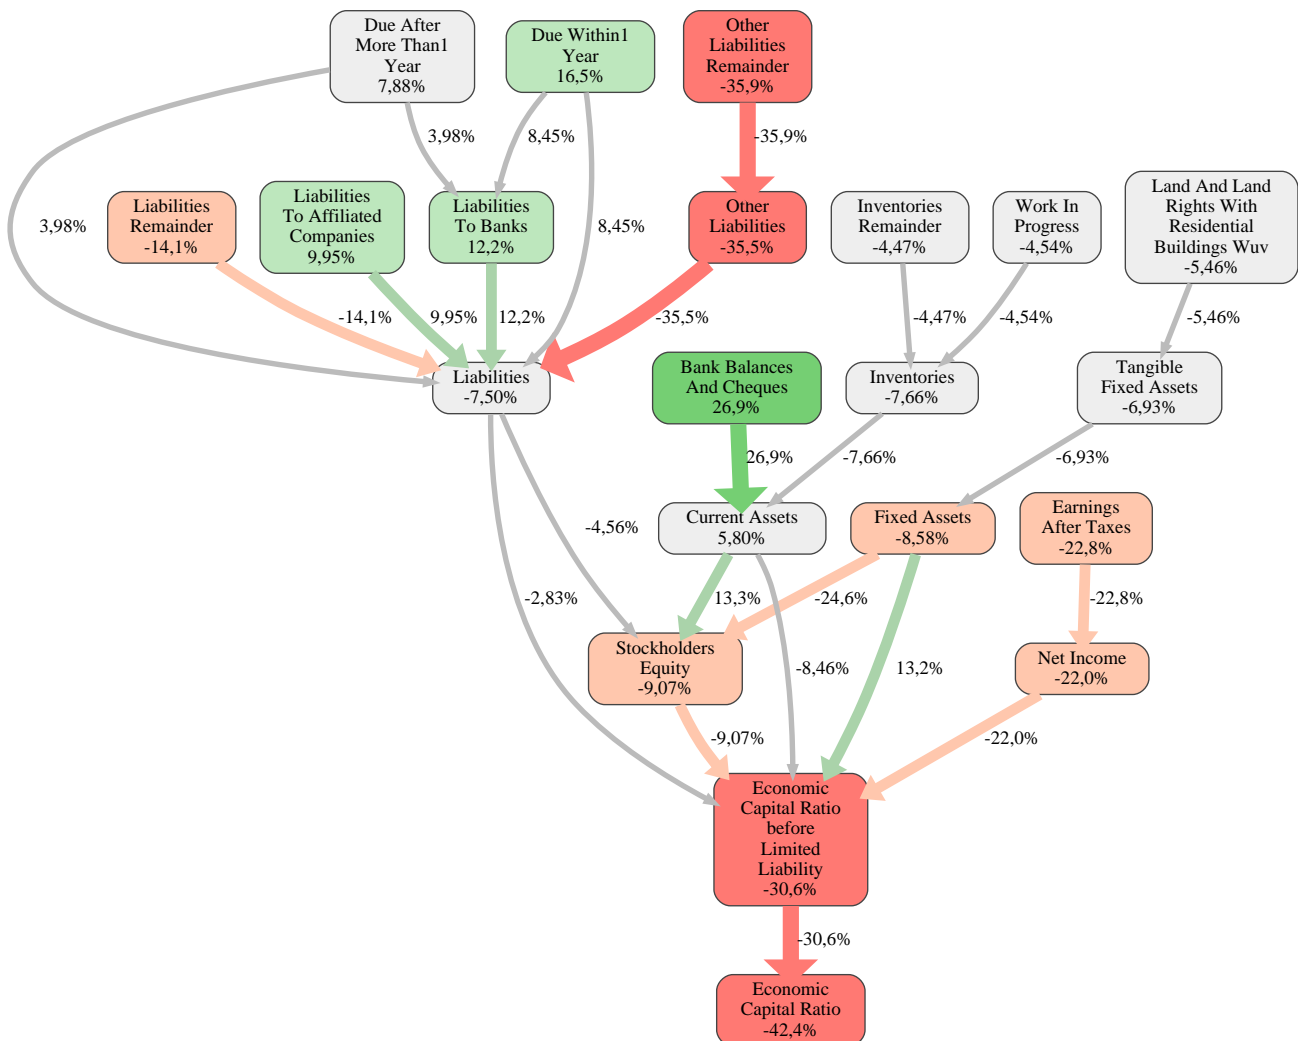 Due After
More Than1
Year
7,88%
Due Within1
Year
16,5%
Other
Liabilities
Remainder
-35,9%
3,98%
8,45%
-35,9%
3,98%
Liabilities
Remainder
-14,1%
Liabilities
To Affiliated
Companies
9,95%
Liabilities
To Banks
12,2%
8,45%
Other
Liabilities
-35,5%
Inventories
Remainder
-4,47%
Work In
Progress
-4,54%
Land And Land
Rights With
Residential
Buildings Wuv
-5,46%
-14,1%
9,95%
12,2%
-35,5%
-4,47%
-4,54%
-5,46%
Liabilities
-7,50%
Bank Balances
And Cheques
26,9%
Inventories
-7,66%
Tangible
Fixed Assets
-6,93%
26,9%
-7,66%
-6,93%
-4,56%
Current Assets
5,80%
Fixed Assets
-8,58%
Earnings
After Taxes
-22,8%
-2,83%
13,3%
-24,6%
-22,8%
Stockholders
Equity
-9,07%
-8,46%
13,2%
Net Income
-22,0%
-9,07%
-22,0%
Economic
Capital Ratio
before
Limited
Liability
-30,6%
-30,6%
Economic
Capital Ratio
-42,4%